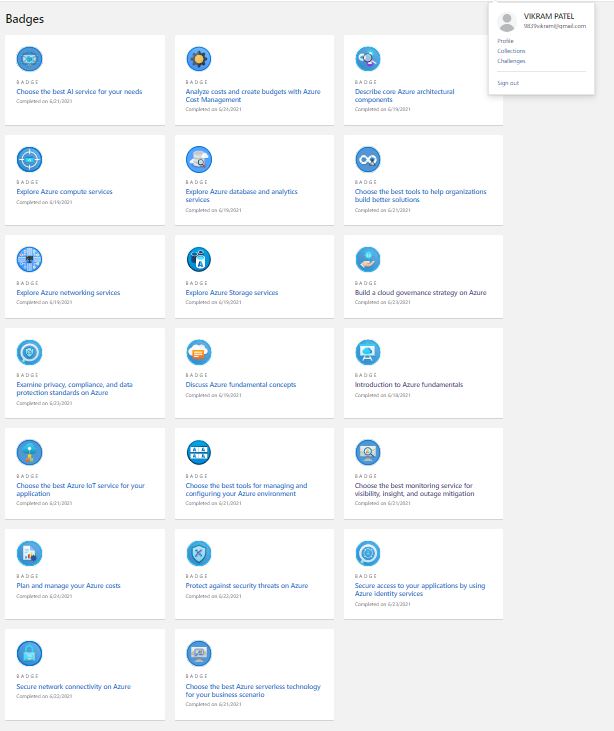 Badges
VIKRAM PATEL
9839vikram@gmail.com
Profile
Collections
Challenges
Sign out
BADGE
Choose the best AI service for your needs
Completed on 6/21/2021
BADGE
Analyze costs and create budgets with Azure
Cost Management
Completed on 6/24/2021
BADGE
Describe core Azure architectural
components
Completed on 6/19/2021
BADGE
Explore Azure compute services
Completed on 6/19/2021
BADGE
Explore Azure database and analytics
services
Completed on 6/19/2021
BADGE
Choose the best tools to help organizations
build better solutions
Completed on 6/21/2021
BADGE
Explore Azure networking services
Completed on 6/19/2021
BADGE
Explore Azure Storage services
Completed on 6/19/2021
BADGE
Build a cloud governance strategy on Azure
Completed on 6/23/2021
BADGE
Examine privacy, compliance, and data
protection standards on Azure
Completed on 6/23/2021
BADGE
Discuss Azure fundamental concepts
Completed on 6/19/2021
BADGE
Introduction to Azure fundamentals
Completed on 6/18/2021
BADGE
Choose the best Azure IoT service for your
application
Completed on 6/21/2021
BADGE
Choose the best tools for managing and
configuring your Azure environment
Completed on 6/21/2021
BADGE
Choose the best monitoring service for
visibility, insight, and outage mitigation
Completed on 6/21/2021
BADGE
Plan and manage your Azure costs
Completed on 6/24/2021
BADGE
Protect against security threats on Azure
Completed on 6/22/2021
BADGE
Secure access to your applications by using
Azure identity services
Completed on 6/23/2021
BADGE
Secure network connectivity on Azure
Completed on 6/22/2021
BADGE
Choose the best Azure serverless technology
for your business scenario
Completed on 6/21/2021